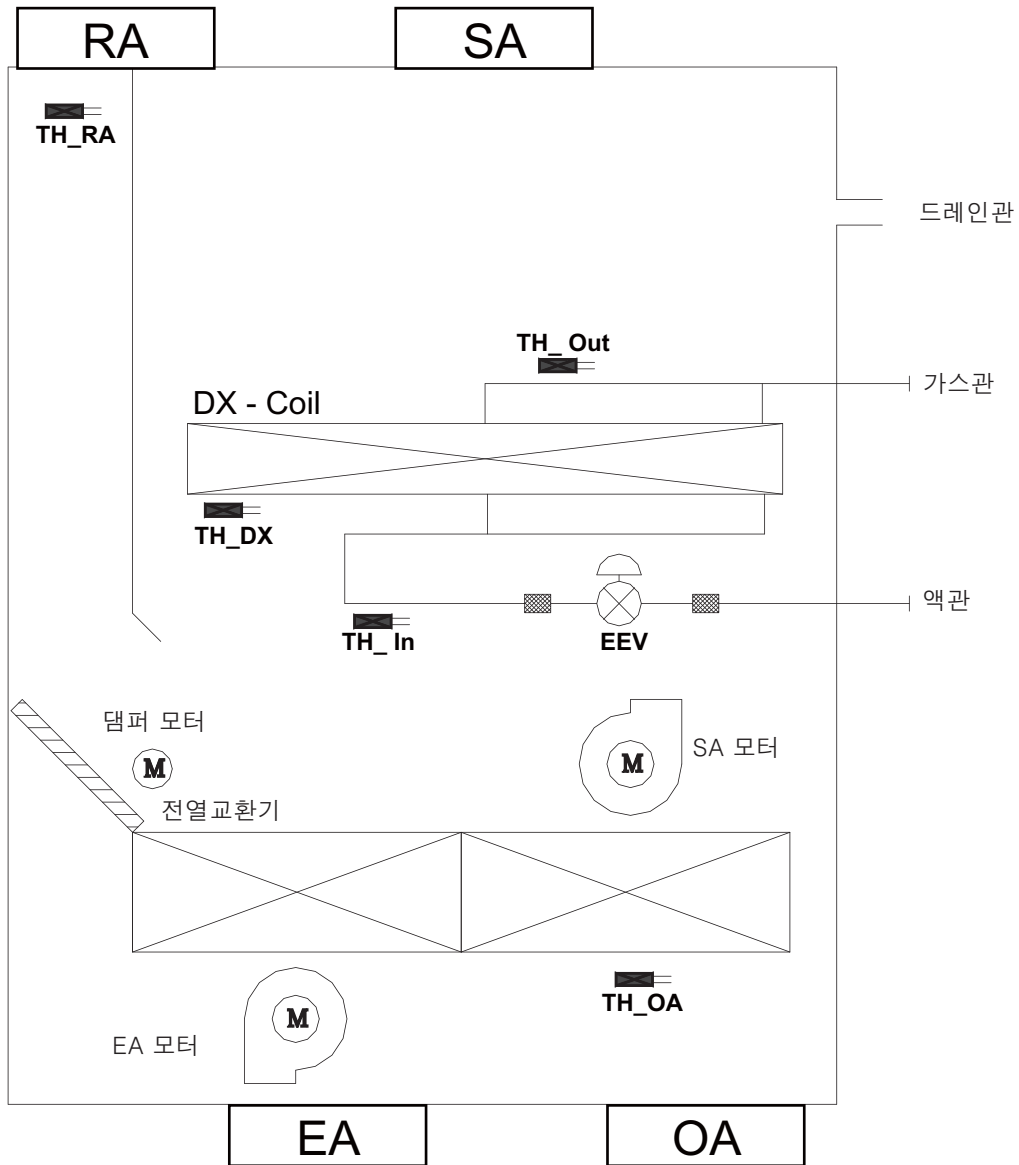 RA
SA
TH_RA
드레인관
TH_ Out
가스관
DX - Coil
TH_DX
액관
TH_ In
EEV
댐퍼 모터
M
SA 모터
M
전열교환기
TH_OA
M
EA 모터
EA
OA